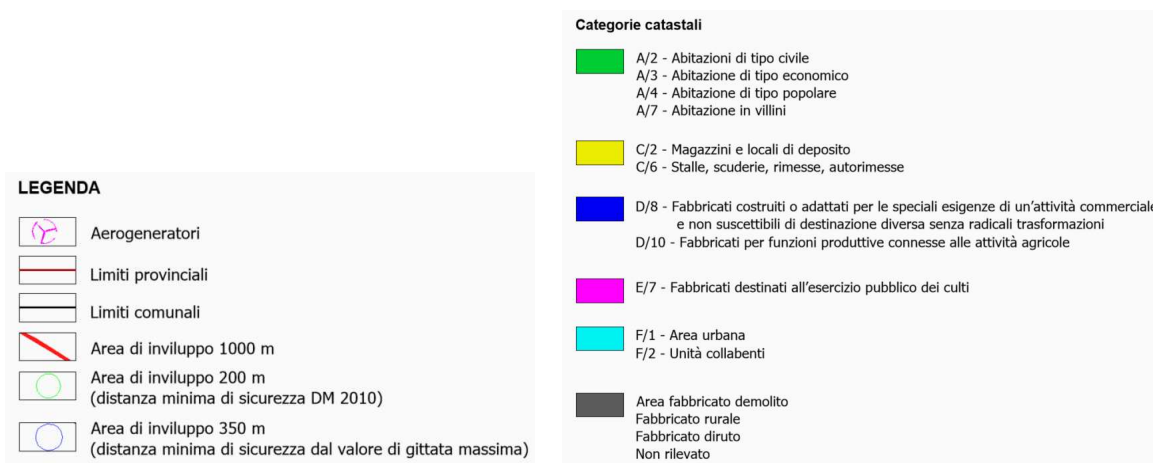 LEGENDA
Aerogeneratori
Limiti provinciali
Limiti comunali
Area di inviluppo 1000 m
Area di inviluppo 200 m
(distanza minima di sicurezza DM 2010)
Area di inviluppo 350 m
(distanza minima di sicurezza dal valore di gittata massima)
Categorie catastali
A/2 - Abitazioni di tipo civile
A/3 - Abitazione di tipo economico
A/4 - Abitazione di tipo popolare
A/7 - Abitazione in villini
C/2 - Magazzini e locali di deposito
C/6 - Stalle, scuderie, rimesse, autorimesse
D/8 - Fabbricati costruiti o adattati per le speciali esigenze di un'attività commerciale
e non suscettibili di destinazione diversa senza radicali trasformazioni
D/10 - Fabbricati per funzioni produttive connesse alle attività agricole
E/7 - Fabbricati destinati all'esercizio pubblico dei culti
F/1 - Area urbana
F/2 - Unità collabenti
Area fabbricato demolito
Fabbricato rurale
Fabbricato diruto
Non rilevato